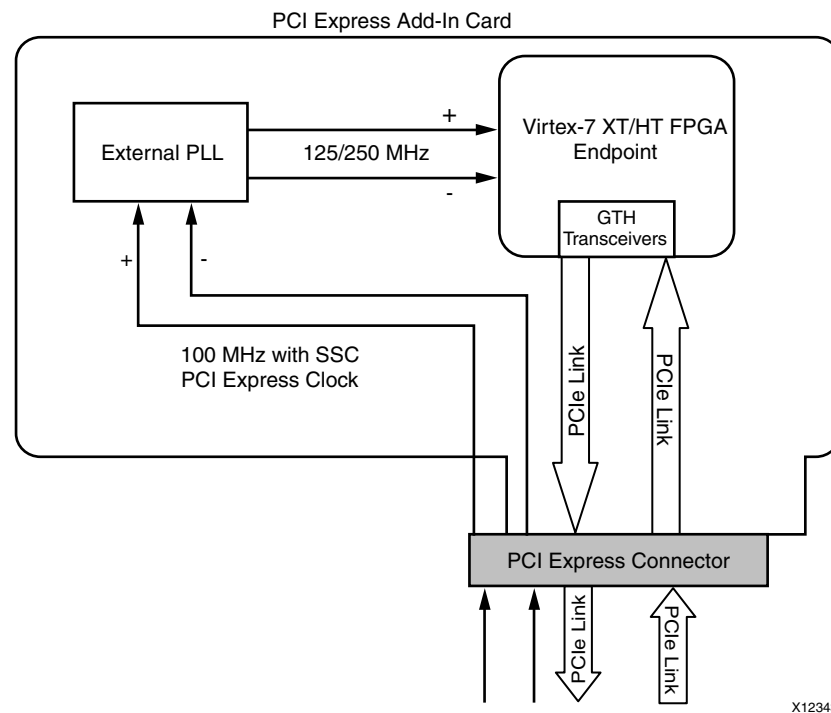 PCI Express Add-In Card
External PLL
+
125/250 MHz
-
Virtex-7 XT/HT FPGA
Endpoint
GTH
Transceivers
+
-
100 MHz with SSC
PCI Express Clock
PCIe Link
PCIe Link
PCI Express Connector
PCIe Link
PCIe Link
X1234